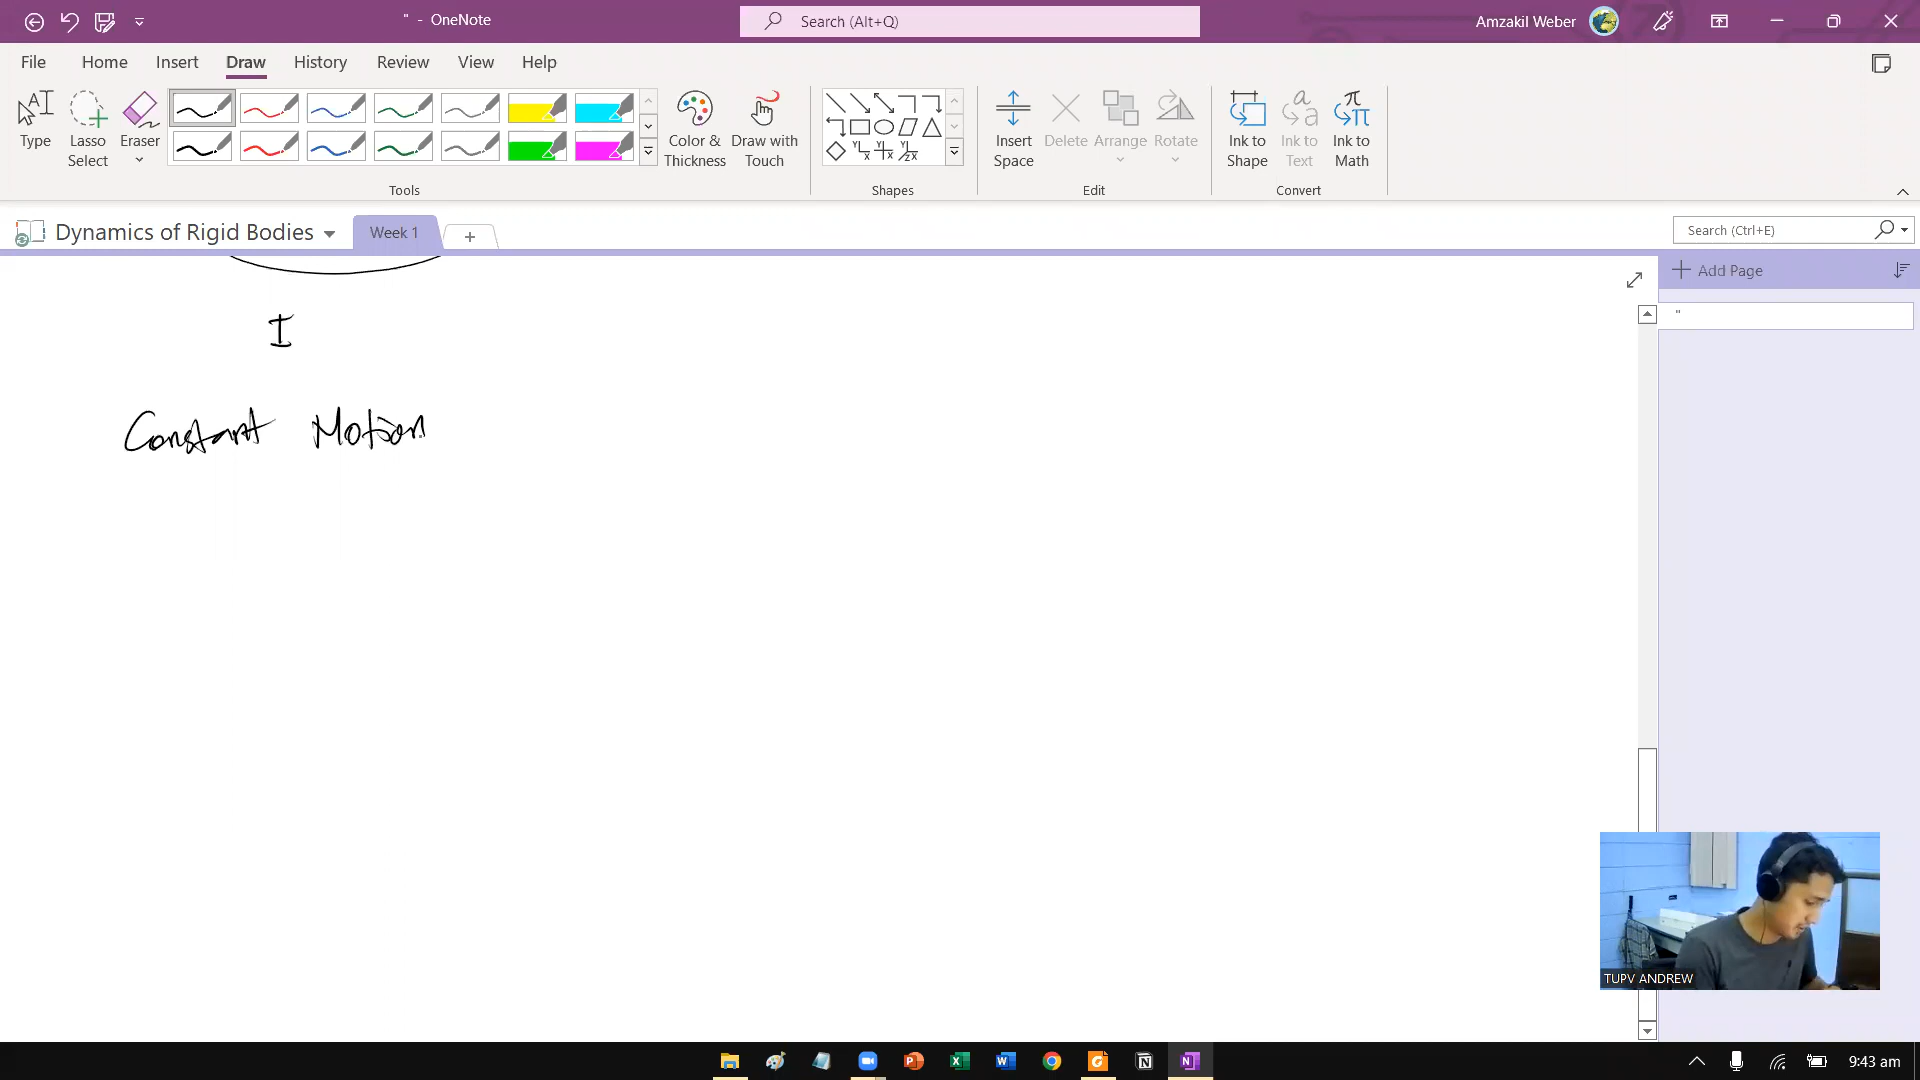 " - OneNote
Search (Alt+Q)
Amzakil Weber
File Home Insert Draw History Review View Help
Type
Lasso Select
Eraser
Color & Thickness
Draw with Touch
Insert Space
Delete
Arrange
Rotate
Ink to Shape
Ink to Text
Ink to Math
Tools
Shapes
Edit
Convert
Dynamics of Rigid Bodies
Week 1
Search (Ctrl+E)
Add Page
"
I
Constant Motion
TUPV ANDREW
9:43 am